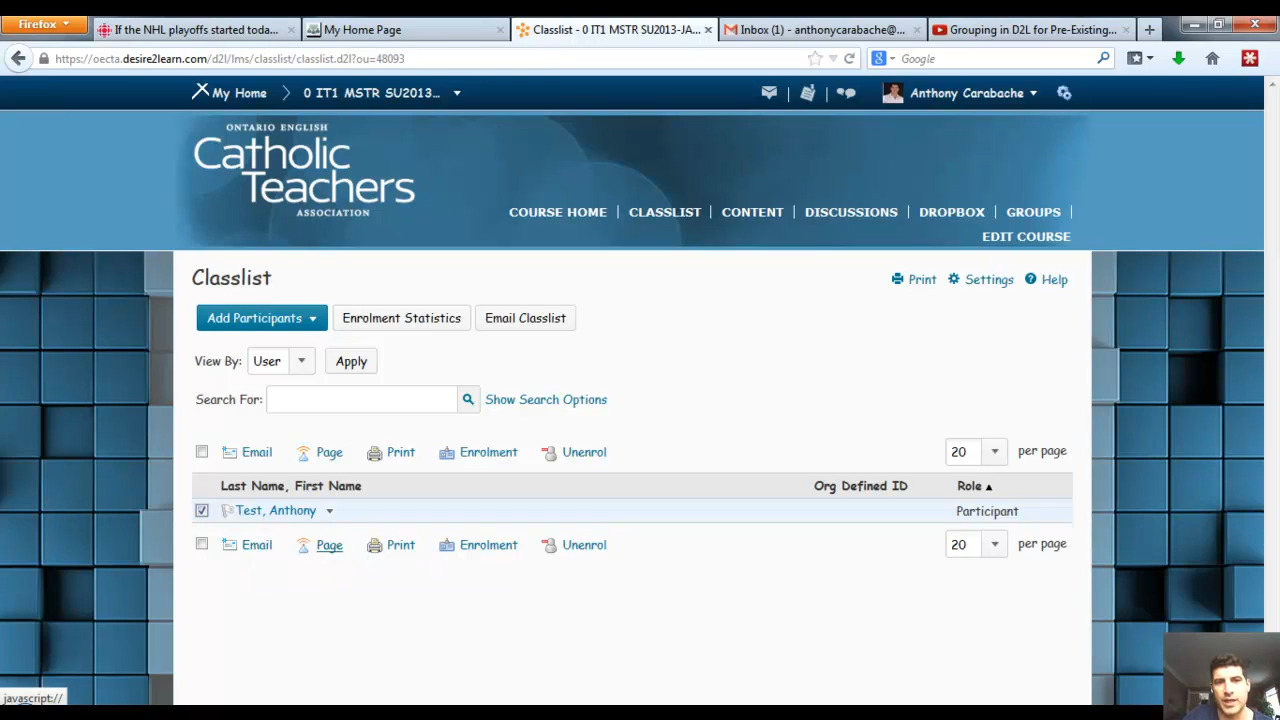 Firefox
If the NHL playoffs started toda...
My Home Page
Classlist - 0 IT1 MSTR SU2013-JA...
Inbox (1) - anthonycarabache@...
Grouping in D2L for Pre-Existing...
https://oecta.desire2learn.com/d2l/lms/classlist/classlist.d2l?ou=48093
Google
My Home
0 IT1 MSTR SU2013...
Anthony Carabache
ONTARIO ENGLISH
Catholic
Teachers
ASSOCIATION
COURSE HOME CLASSLIST CONTENT DISCUSSIONS DROPBOX GROUPS
EDIT COURSE
Classlist
Print Settings Help
Add Participants Enrolment Statistics Email Classlist
View By: User Apply
Search For: Show Search Options
Email Page Print Enrolment Unenrol 20 per page
Last Name, First Name Org Defined ID Role
Test, Anthony Participant
Email Page Print Enrolment Unenrol 20 per page
javascript://